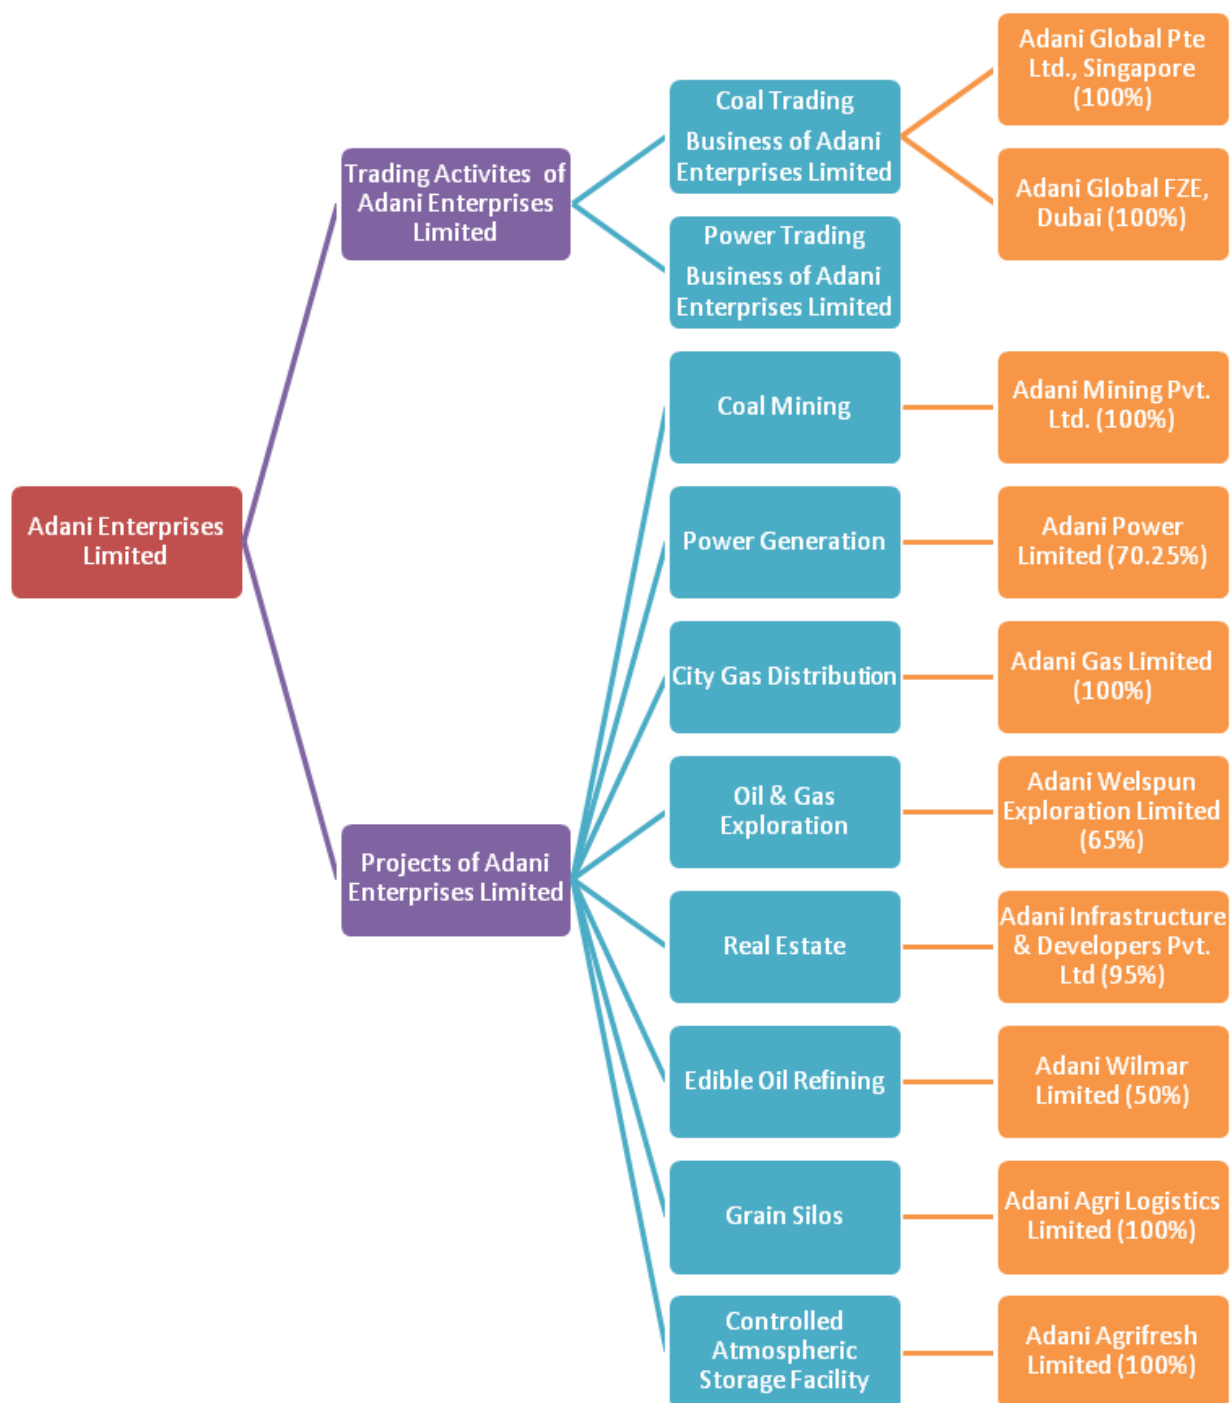 Adani Enterprises
Limited
Trading Activites of
Adani Enterprises
Limited
Coal Trading
Business of Adani
Enterprises Limited
Adani Global Pte
Ltd., Singapore
(100%)
Adani Global FZE,
Dubai (100%)
Power Trading
Business of Adani
Enterprises Limited
Projects of Adani
Enterprises Limited
Coal Mining
Adani Mining Pvt.
Ltd. (100%)
Power Generation
Adani Power
Limited (70.25%)
City Gas Distribution
Adani Gas Limited
(100%)
Oil & Gas
Exploration
Adani Welspun
Exploration Limited
(65%)
Real Estate
Adani Infrastructure
& Developers Pvt.
Ltd (95%)
Edible Oil Refining
Adani Wilmar
Limited (50%)
Grain Silos
Adani Agri Logistics
Limited (100%)
Controlled
Atmospheric
Storage Facility
Adani Agrifresh
Limited (100%)